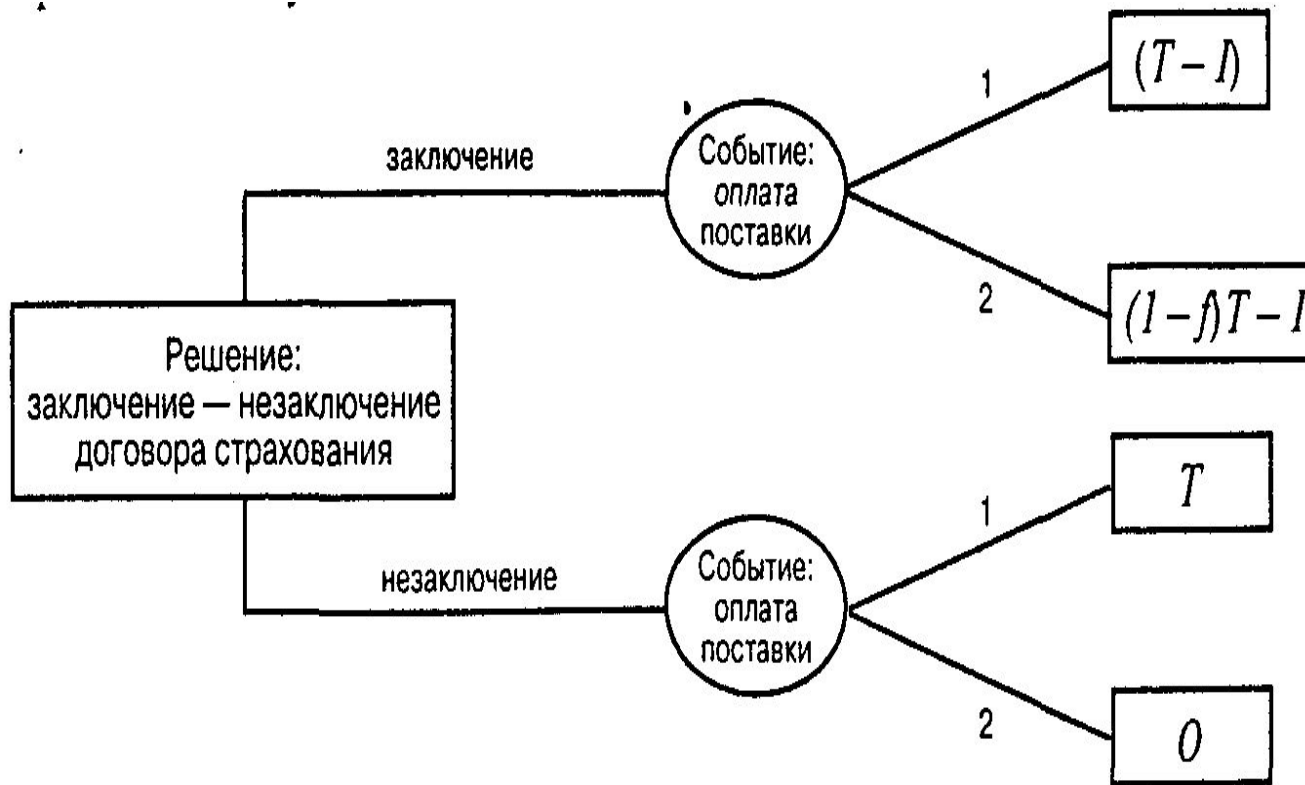 (T – I)
1
заключение
Событие:
оплата
поставки
2
(1 – f)T – I
Решение:
заключение — незаключение
договора страхования
T
1
незаключение
Событие:
оплата
поставки
2
0